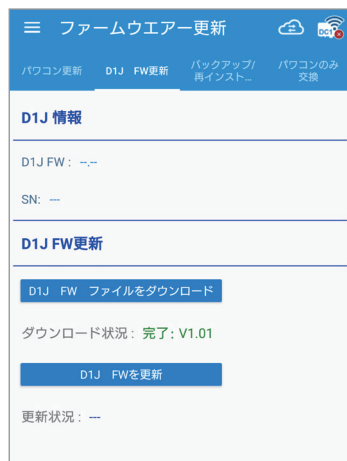 ファームウエアー更新
DC1
パワコン更新
D1J FW更新
バックアップ/
再インスト...
パワコンのみ
交換
D1J 情報
D1J FW : --.--
SN: ---
D1J FW更新
D1J FW ファイルをダウンロード
ダウンロード状況 : 完了: V1.01
D1J FWを更新
更新状況 : ---